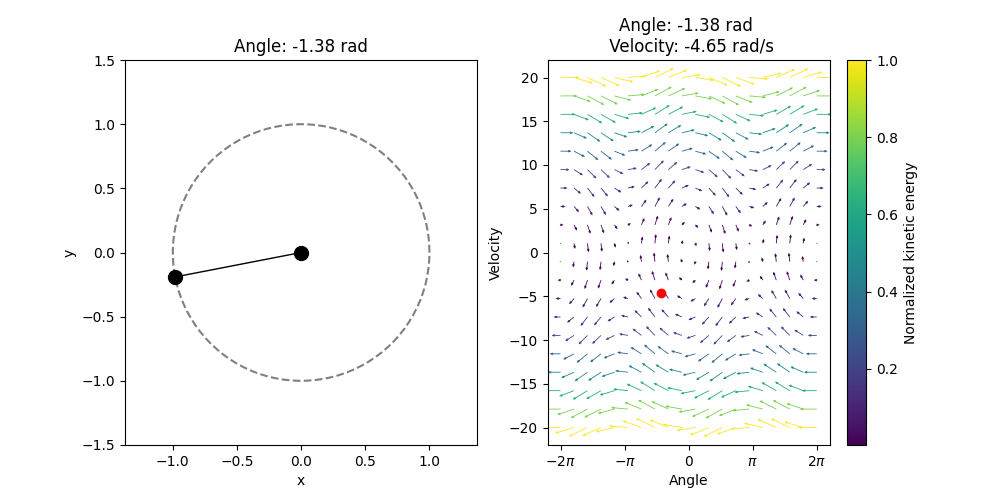 Angle: -1.38 rad
1.5
1.0
0.5
0.0
−0.5
−1.0
−1.5
y
−1.0 −0.5 0.0 0.5 1.0
x
Angle: -1.38 rad
Velocity: -4.65 rad/s
20
15
10
5
0
−5
−10
−15
−20
Velocity
−2π −π 0 π 2π
Angle
1.0
0.8
0.6
0.4
0.2
Normalized kinetic energy